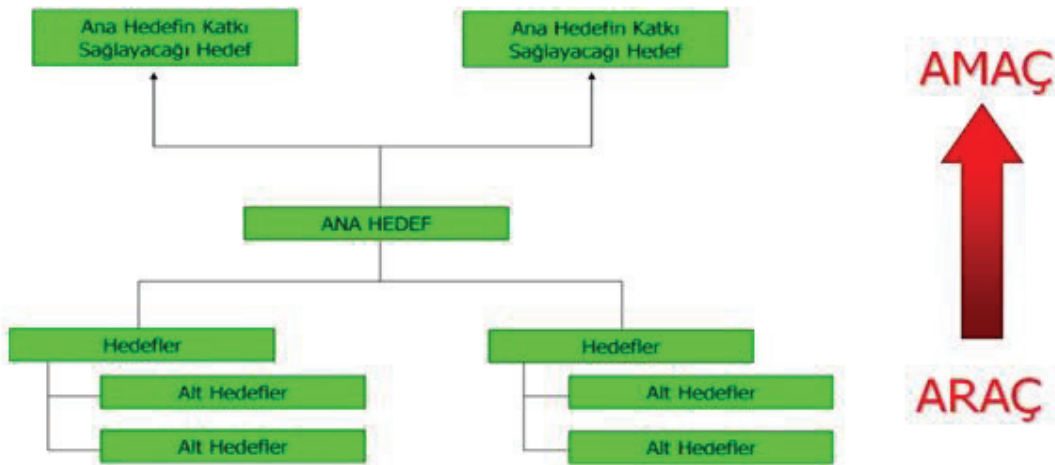 Ana Hedefin Katkı
Sağlayacağı Hedef
Ana Hedefin Katkı
Sağlayacağı Hedef
AMAÇ
ANA HEDEF
Hedefler
Hedefler
Alt Hedefler
Alt Hedefler
ARAÇ
Alt Hedefler
Alt Hedefler